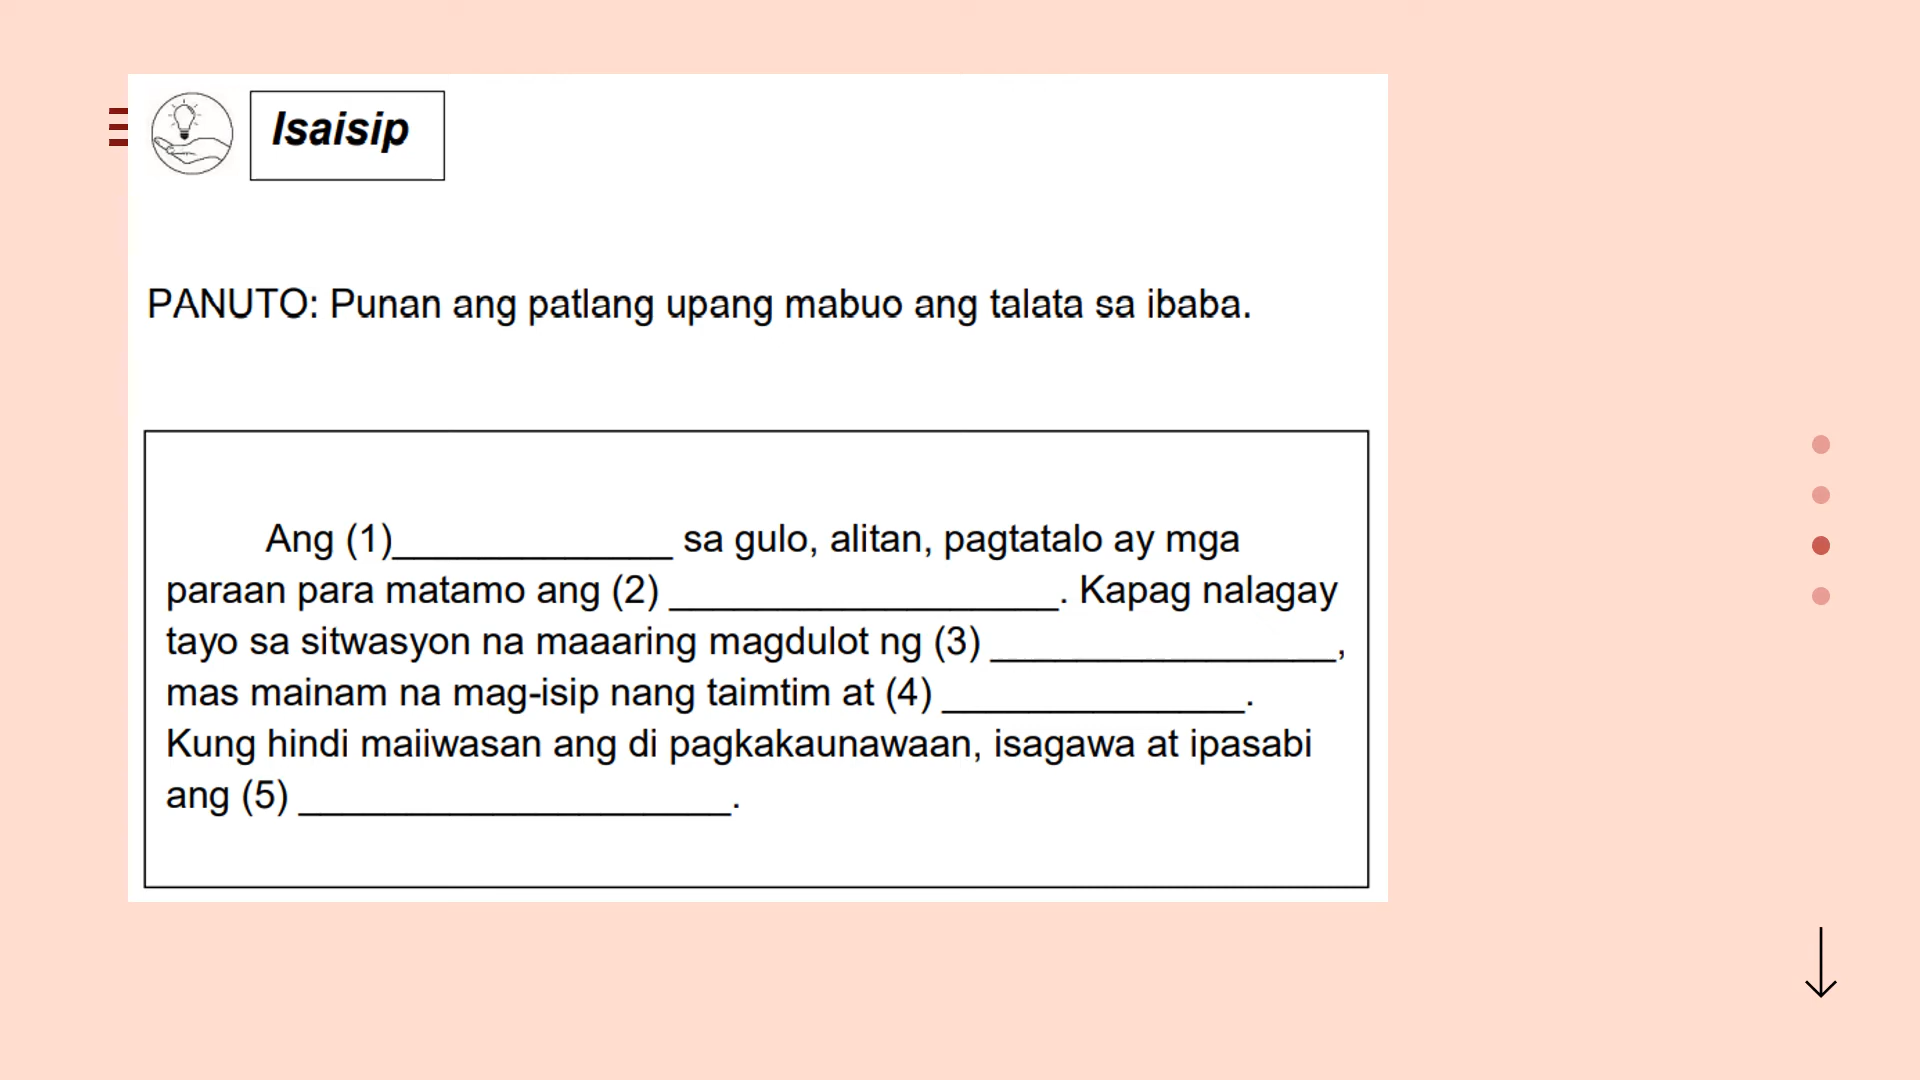 Isaisip
PANUTO: Punan ang patlang upang mabuo ang talata sa ibaba.
Ang (1)_____________ sa gulo, alitan, pagtatalo ay mga
paraan para matamo ang (2) __________________. Kapag nalagay
tayo sa sitwasyon na maaaring magdulot ng (3) ________________,
mas mainam na mag-isip nang taimtim at (4) ______________.
Kung hindi maiiwasan ang di pagkakaunawaan, isagawa at ipasabi
ang (5) ____________________.